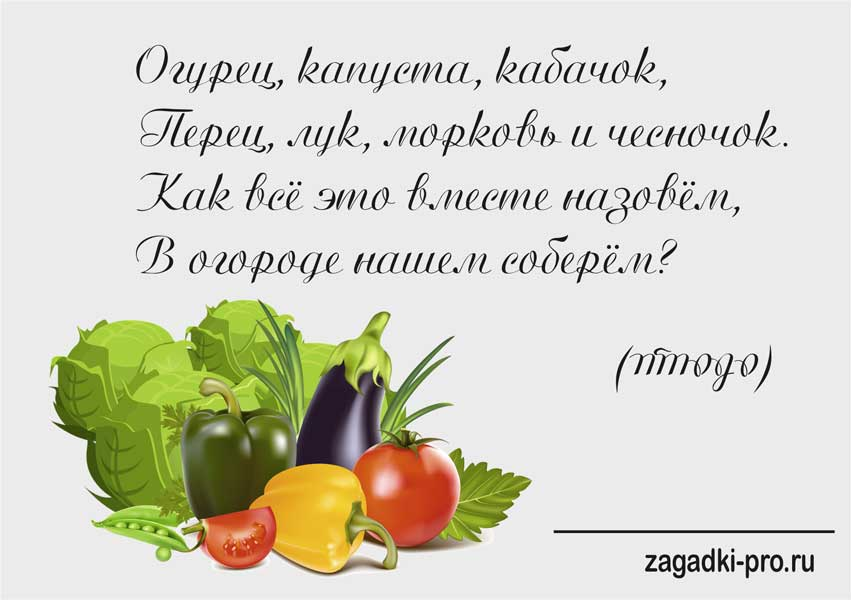 Огурец, капуста, кабачок,
Перец, лук, морковь и чесночок.
Как всё это вместе назовём,
В огороде нашем соберём?
(овощи)
zagadki-pro.ru